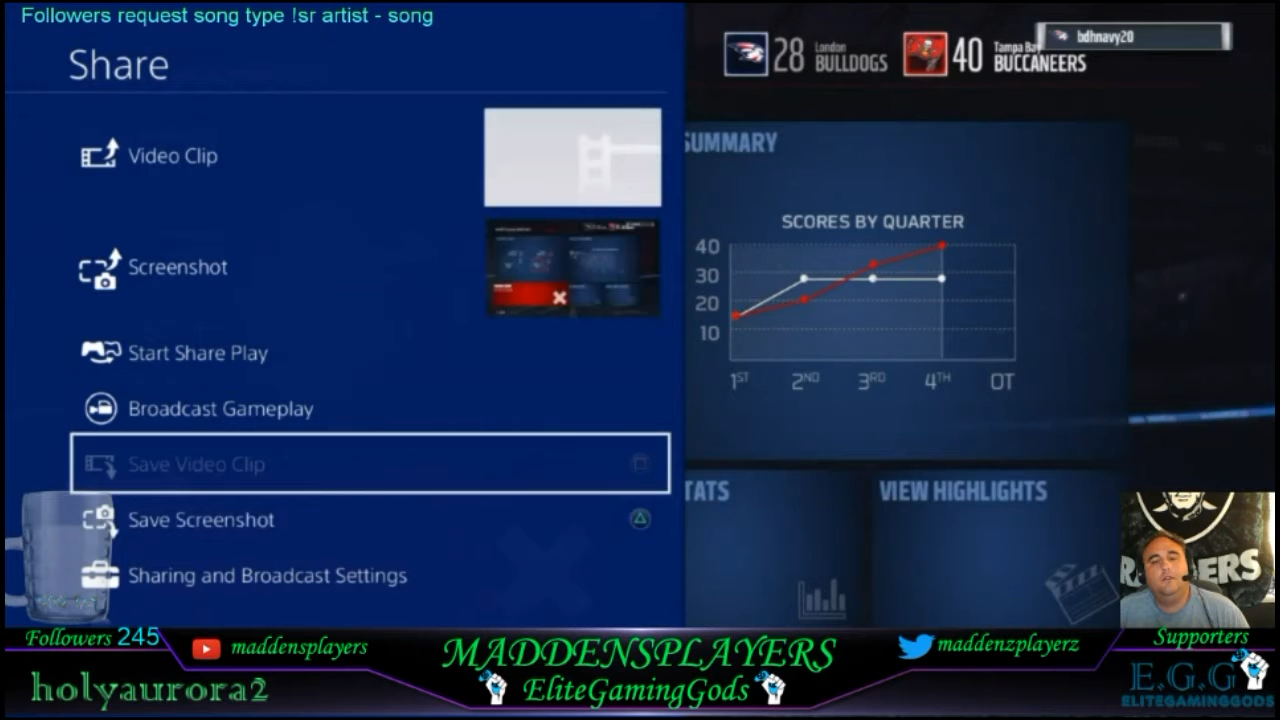 Followers request song type !sr artist - song
Share
28 London BULLDOGS 40 Tampa Bay BUCCANEERS
bdhnavy20
Video Clip
SUMMARY
SCORES BY QUARTER
40
30
20
10
1ST 2ND 3RD 4TH OT
Screenshot
Start Share Play
Broadcast Gameplay
Save Video Clip
Save Screenshot
Sharing and Broadcast Settings
TATS
VIEW HIGHLIGHTS
RA ERS
Followers 245
maddensplayers
MADDENSPLAYERS
EliteGamingGods
maddenzplayerz
Supporters
holyaurora2
E.G.G
ELITEGAMINGGODS